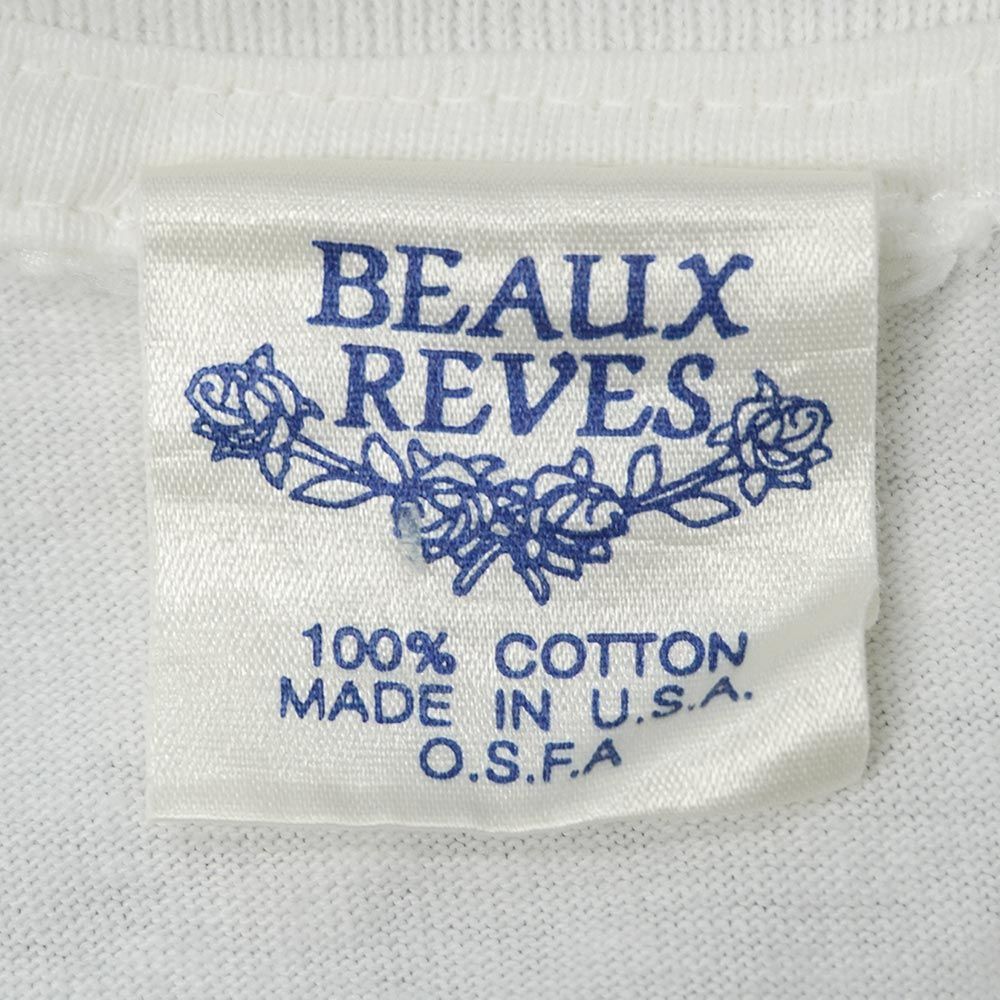 BEAUX
REVES
100% COTTON
MADE IN U.S.A.
O.S.F.A